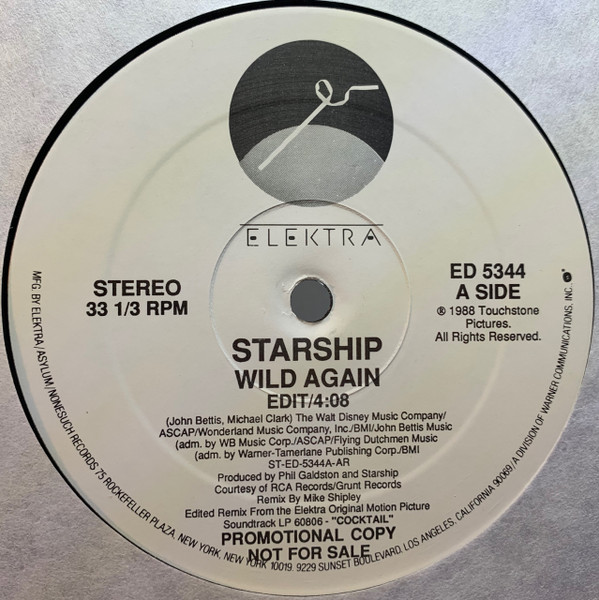 ELEKTRA
STEREO
33 1/3 RPM
ED 5344
A SIDE
℗ 1988 Touchstone
Pictures.
All Rights Reserved.
STARSHIP
WILD AGAIN
EDIT/4:08
(John Bettis, Michael Clark) The Walt Disney Music Company/
ASCAP/Wonderland Music Company, Inc./BMI/John Bettis Music
(adm. by WB Music Corp./ASCAP/Flying Dutchmen Music
(adm. by Warner-Tamerlane Publishing Corp./BMI
ST-ED-5344A-AR
Produced by Phil Galdston and Starship
Courtesy of RCA Records/Grunt Records
Remix By Mike Shipley
Edited Remix From the Elektra Original Motion Picture
Soundtrack LP 60806 - "COCKTAIL"
PROMOTIONAL COPY
NOT FOR SALE
MFG. BY ELEKTRA/ASYLUM/NONESUCH RECORDS 75 ROCKEFELLER PLAZA, NEW YORK, NEW YORK 10019. 9229 SUNSET BOULEVARD, LOS ANGELES, CALIFORNIA 90069/A DIVISION OF WARNER COMMUNICATIONS, INC.